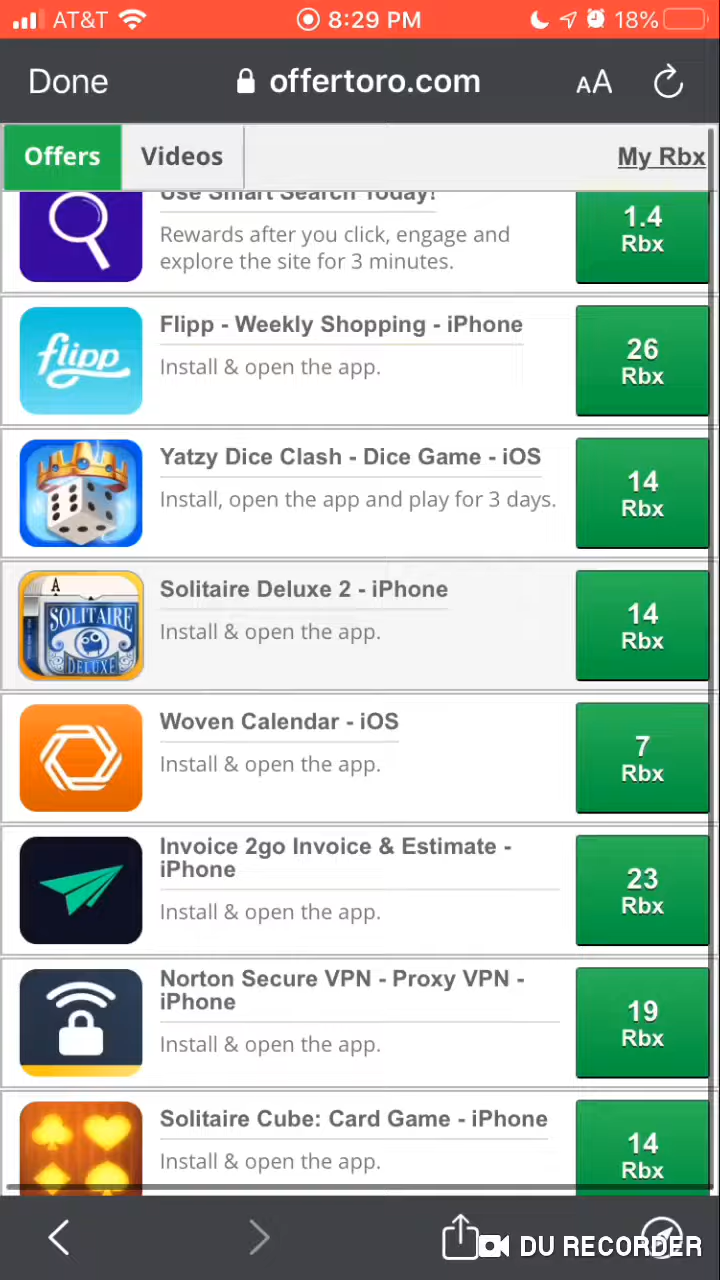 AT&T 8:29 PM 18%
Done offertoro.com AA
Offers Videos My Rbx
Use Smart Search Today!
Rewards after you click, engage and
explore the site for 3 minutes.
1.4
Rbx
flipp
Flipp - Weekly Shopping - iPhone
Install & open the app.
26
Rbx
Yatzy Dice Clash - Dice Game - iOS
Install, open the app and play for 3 days.
14
Rbx
A
SOLITAIRE
DELUXE
Solitaire Deluxe 2 - iPhone
Install & open the app.
14
Rbx
Woven Calendar - iOS
Install & open the app.
7
Rbx
Invoice 2go Invoice & Estimate -
iPhone
Install & open the app.
23
Rbx
Norton Secure VPN - Proxy VPN -
iPhone
Install & open the app.
19
Rbx
Solitaire Cube: Card Game - iPhone
Install & open the app.
14
Rbx
DU RECORDER